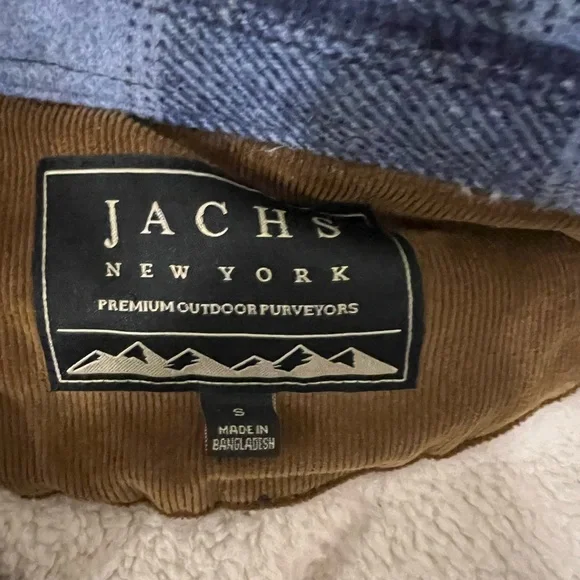 JACHS
NEW YORK
PREMIUM OUTDOOR PURVEYORS
S
MADE IN
BANGLADESH